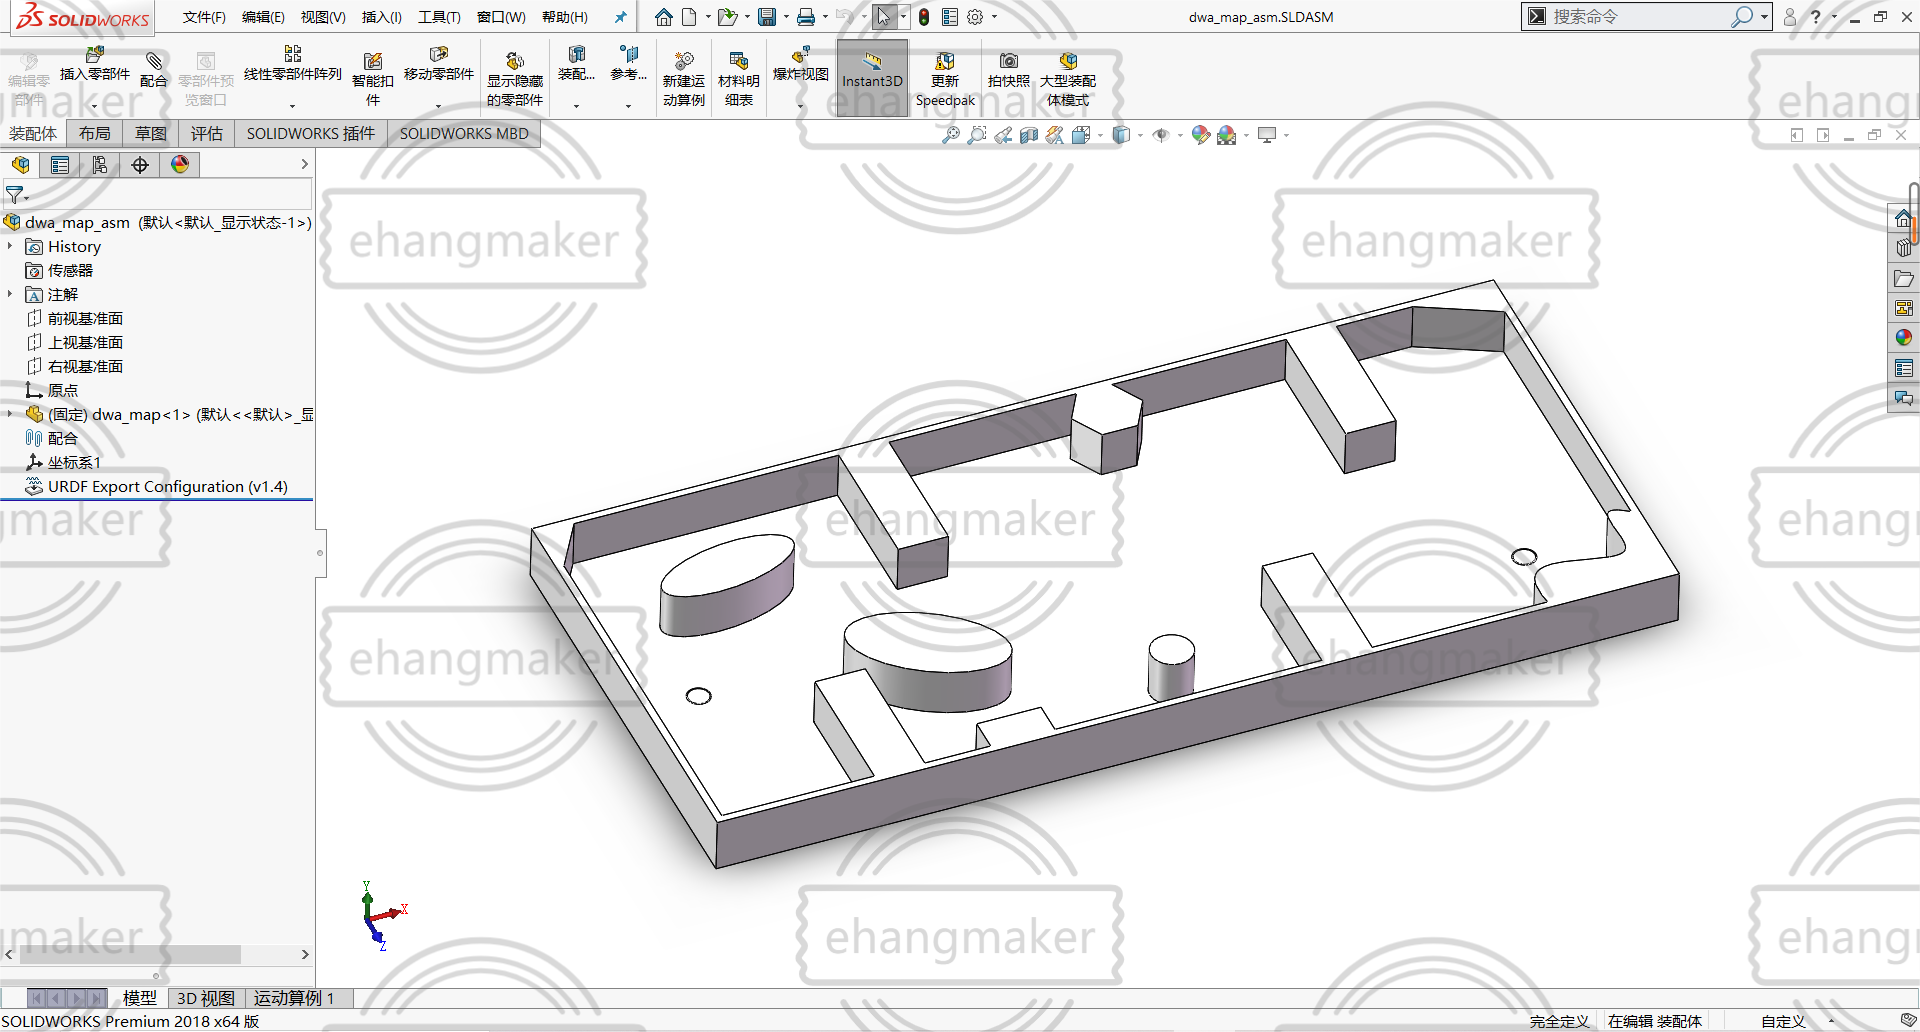 SOLIDWORKS 文件(F) 编辑(E) 视图(V) 插入(I) 工具(T) 窗口(W) 帮助(H) dwa_map_asm.SLDASM 搜索命令
编辑零部件 插入零部件 配合 零部件预览窗口 线性零部件阵列 智能扣件 移动零部件 显示隐藏的零部件 装配... 参考... 新建运动算例 材料明细表 爆炸视图 Instant3D 更新 Speedpak 拍快照 大型装配体模式
装配体 布局 草图 评估 SOLIDWORKS 插件 SOLIDWORKS MBD
dwa_map_asm (默认<默认_显示状态-1>)
History
传感器
注解
前视基准面
上视基准面
右视基准面
原点
(固定) dwa_map<1> (默认<<默认>_显
配合
坐标系1
URDF Export Configuration (v1.4)
ehangmaker
ehangmaker
ehangmaker
ehangmaker
ehangmaker
ehangmaker
ehangmaker
Y
X
Z
模型 3D 视图 运动算例 1
SOLIDWORKS Premium 2018 x64 版 完全定义 在编辑 装配体 自定义